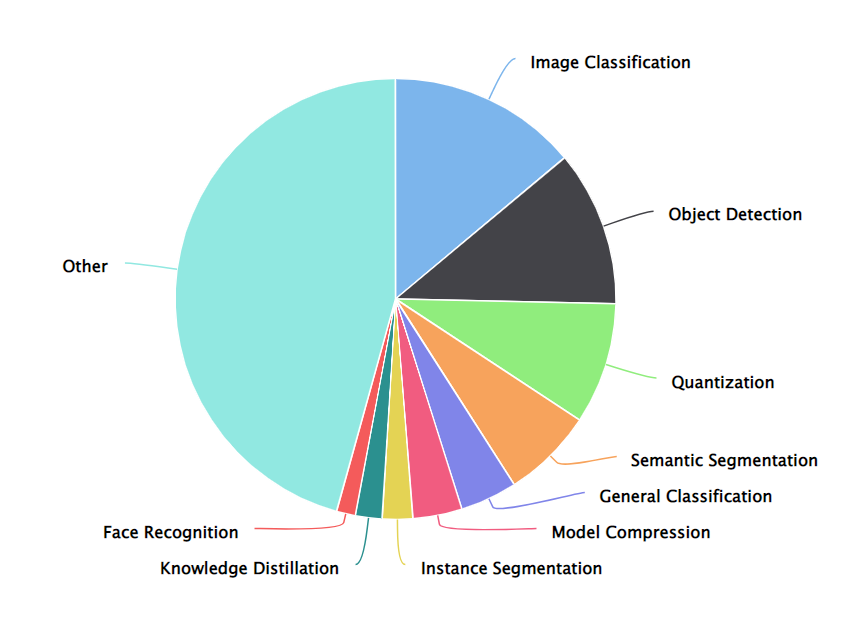 Image Classification
Object Detection
Other
Quantization
Semantic Segmentation
General Classification
Face Recognition
Model Compression
Knowledge Distillation
Instance Segmentation